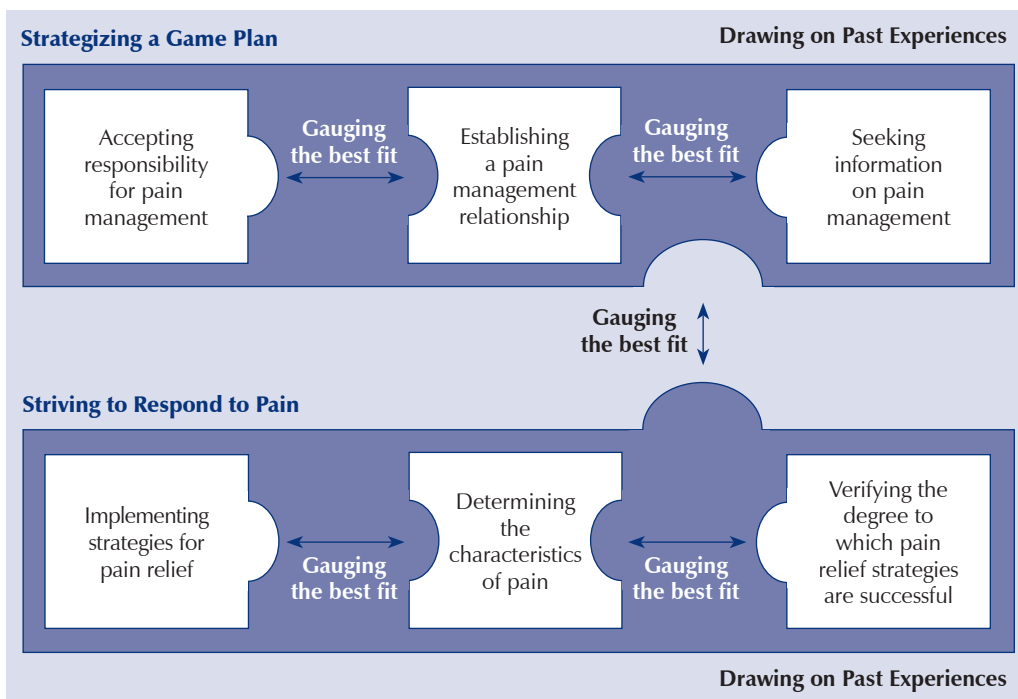 Strategizing a Game Plan
Drawing on Past Experiences
Accepting
responsibility
for pain
management
Gauging
the best fit
Establishing
a pain
management
relationship
Gauging
the best fit
Seeking
information
on pain
management
Gauging
the best fit
Striving to Respond to Pain
Implementing
strategies for
pain relief
Gauging
the best fit
Determining
the
characteristics
of pain
Gauging
the best fit
Verifying the
degree to
which pain
relief strategies
are successful
Drawing on Past Experiences